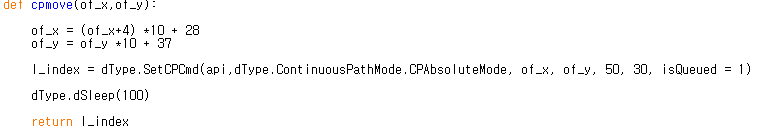 def cpmove(of_x,of_y):
of_x = (of_x+4) *10 + 28
of_y = of_y *10 + 37
l_index = dType.SetCPCmd(api,dType.ContinuousPathMode.CPAbsoluteMode, of_x, of_y, 50, 30, isQueued = 1)
dType.dSleep(100)
return l_index